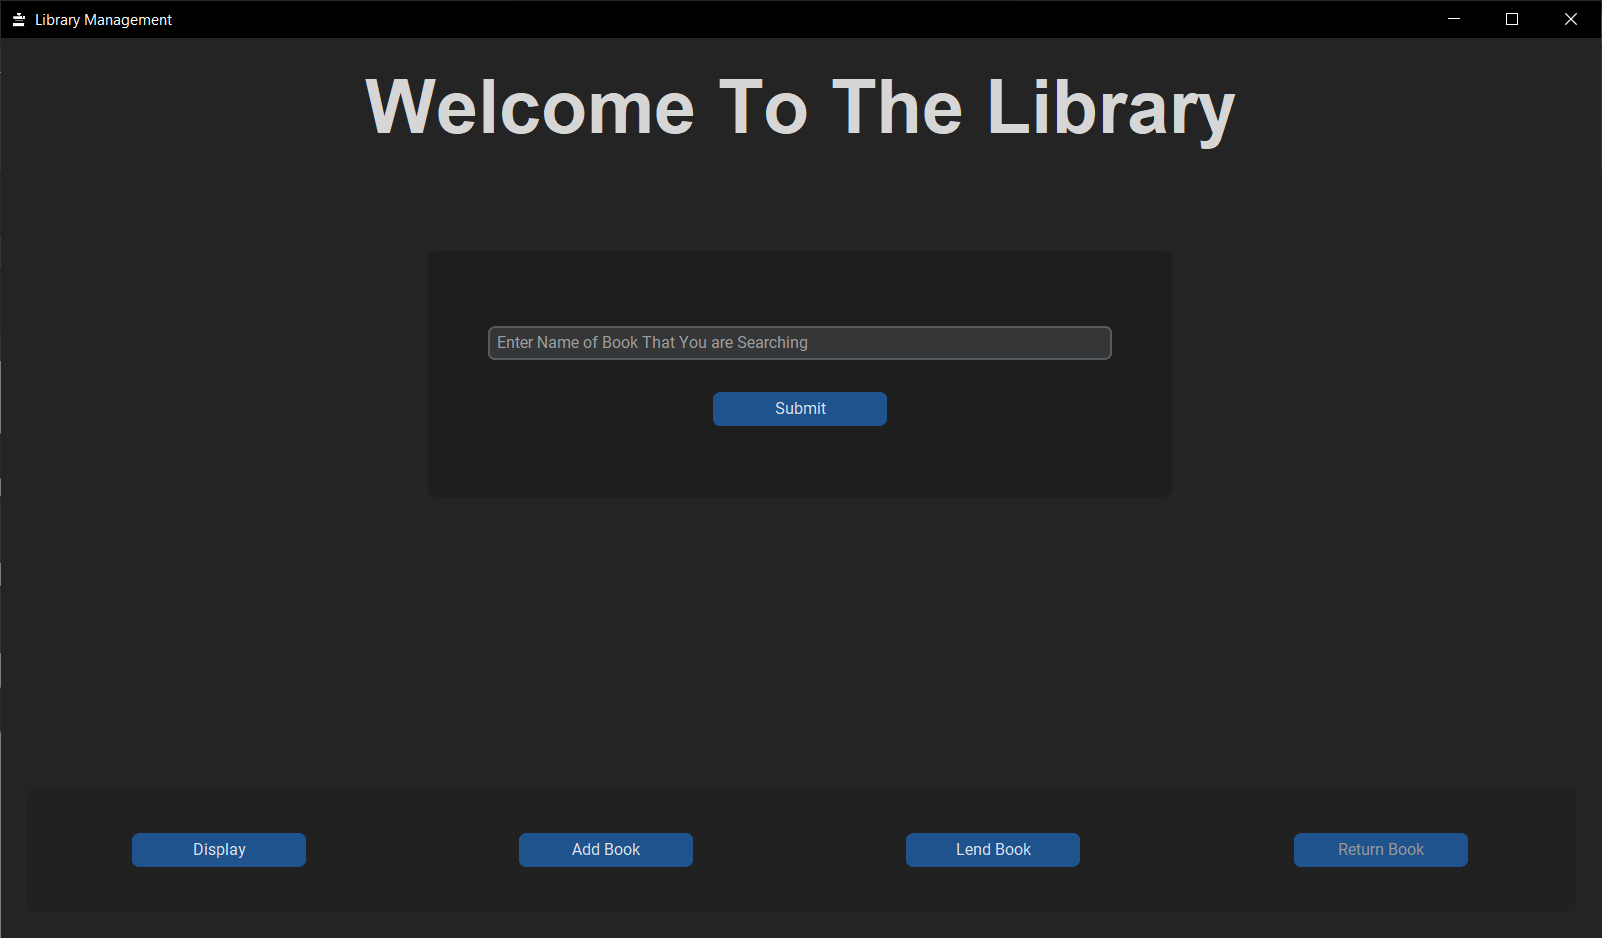 Library Management
Welcome To The Library
Enter Name of Book That You are Searching
Submit
Display
Add Book
Lend Book
Return Book